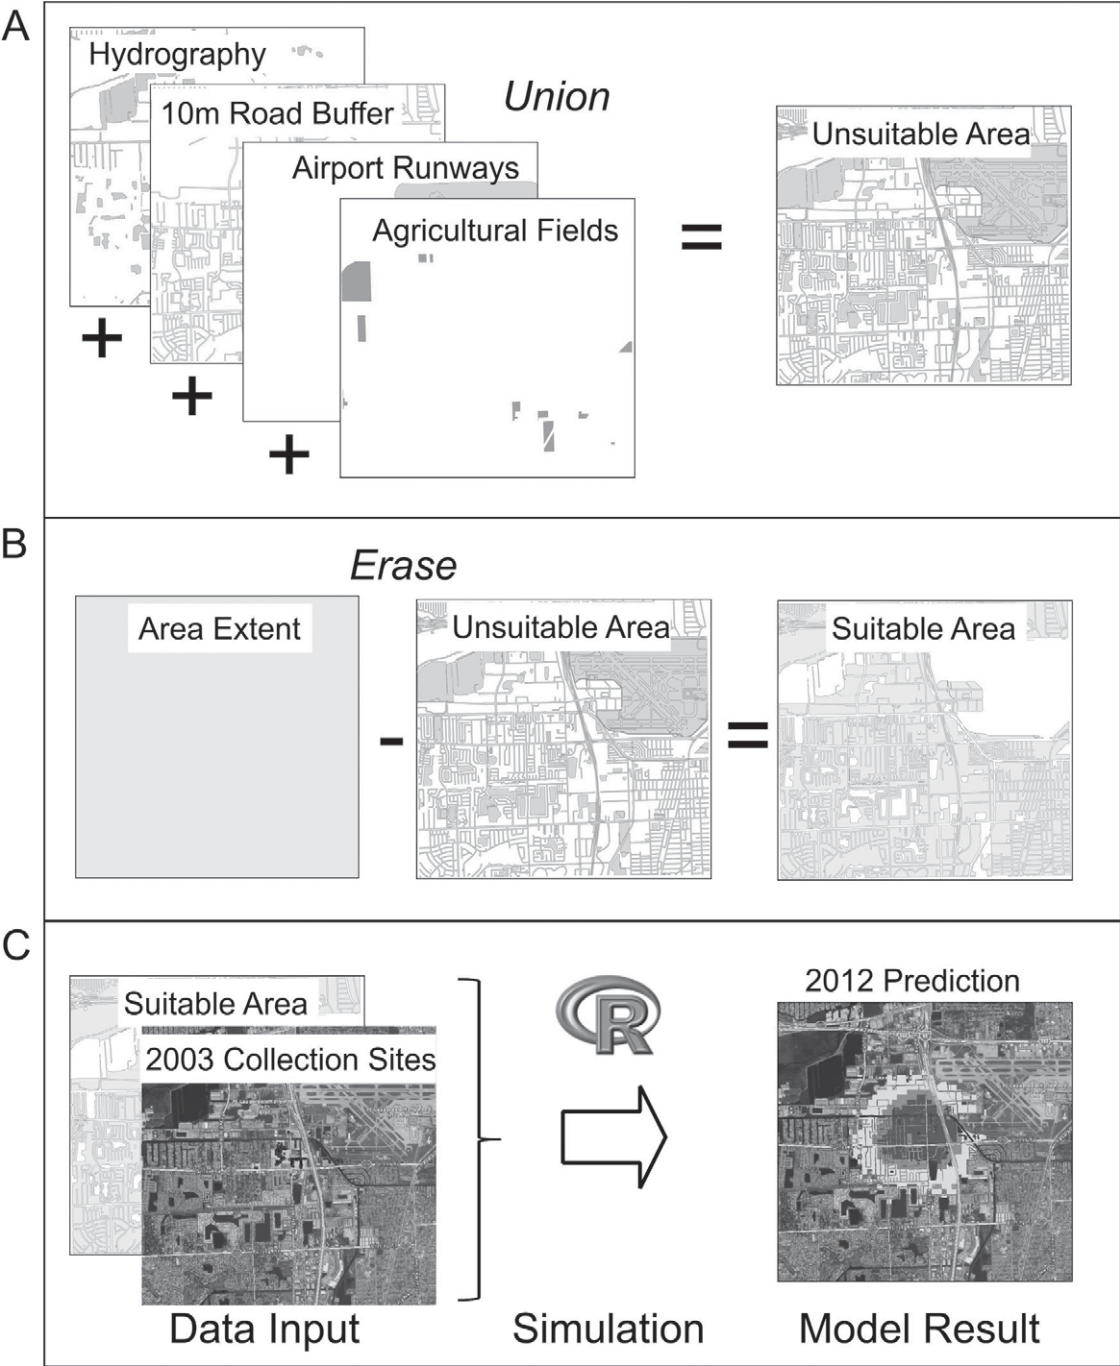 A
Hydrography
10m Road Buffer
Airport Runways
Agricultural Fields
Union
Unsuitable Area
+
+
+
=
B
Erase
Area Extent
Unsuitable Area
Suitable Area
-
=
C
Suitable Area
2003 Collection Sites
R
2012 Prediction
Data Input
Simulation
Model Result